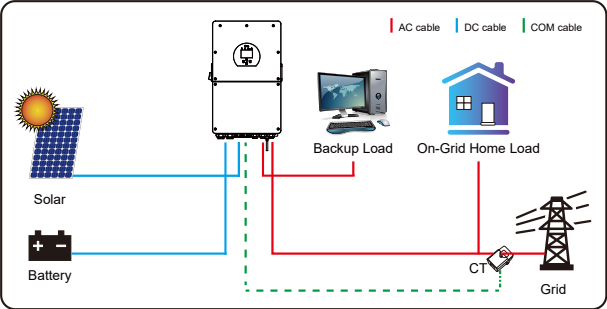 AC cable
DC cable
COM cable
Backup Load
On-Grid Home Load
Solar
Battery
CT
Grid